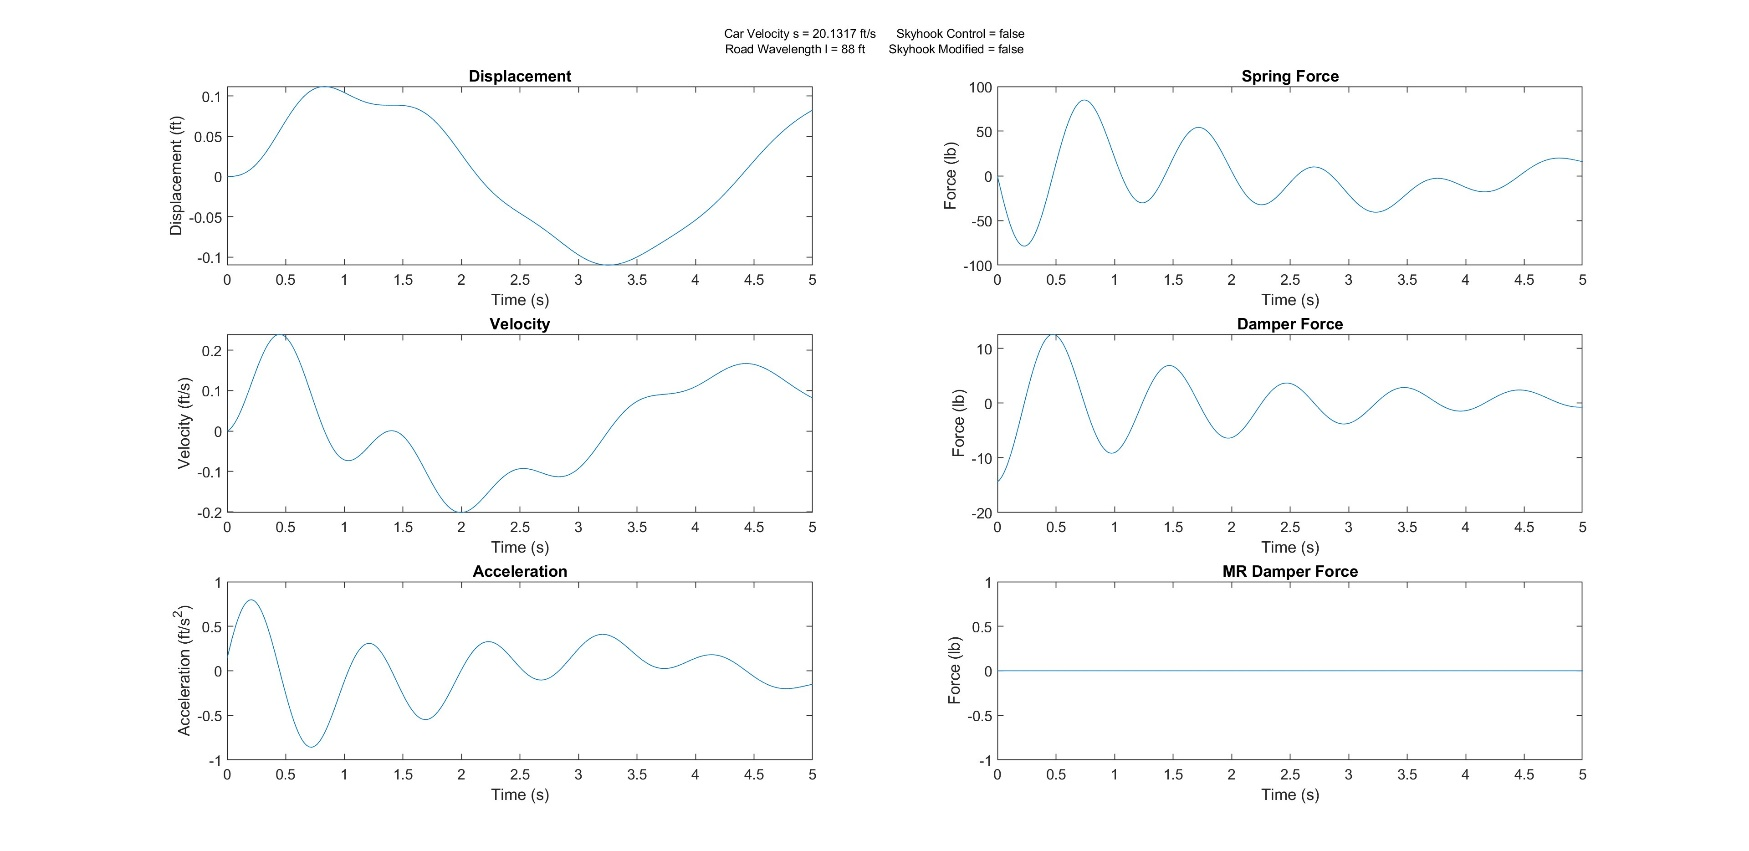 Car Velocity s = 20.1317 ft/s Skyhook Control = false
Road Wavelength l = 88 ft Skyhook Modified = false
Displacement
0.1
0.05
0
-0.05
-0.1
Displacement (ft)
0 0.5 1 1.5 2 2.5 3 3.5 4 4.5 5
Time (s)
Spring Force
100
50
0
-50
-100
Force (lb)
0 0.5 1 1.5 2 2.5 3 3.5 4 4.5 5
Time (s)
Velocity
0.2
0.1
0
-0.1
-0.2
Velocity (ft/s)
0 0.5 1 1.5 2 2.5 3 3.5 4 4.5 5
Time (s)
Damper Force
10
0
-10
-20
Force (lb)
0 0.5 1 1.5 2 2.5 3 3.5 4 4.5 5
Time (s)
Acceleration
1
0.5
0
-0.5
-1
Acceleration (ft/s²)
0 0.5 1 1.5 2 2.5 3 3.5 4 4.5 5
Time (s)
MR Damper Force
1
0.5
0
-0.5
-1
Force (lb)
0 0.5 1 1.5 2 2.5 3 3.5 4 4.5 5
Time (s)